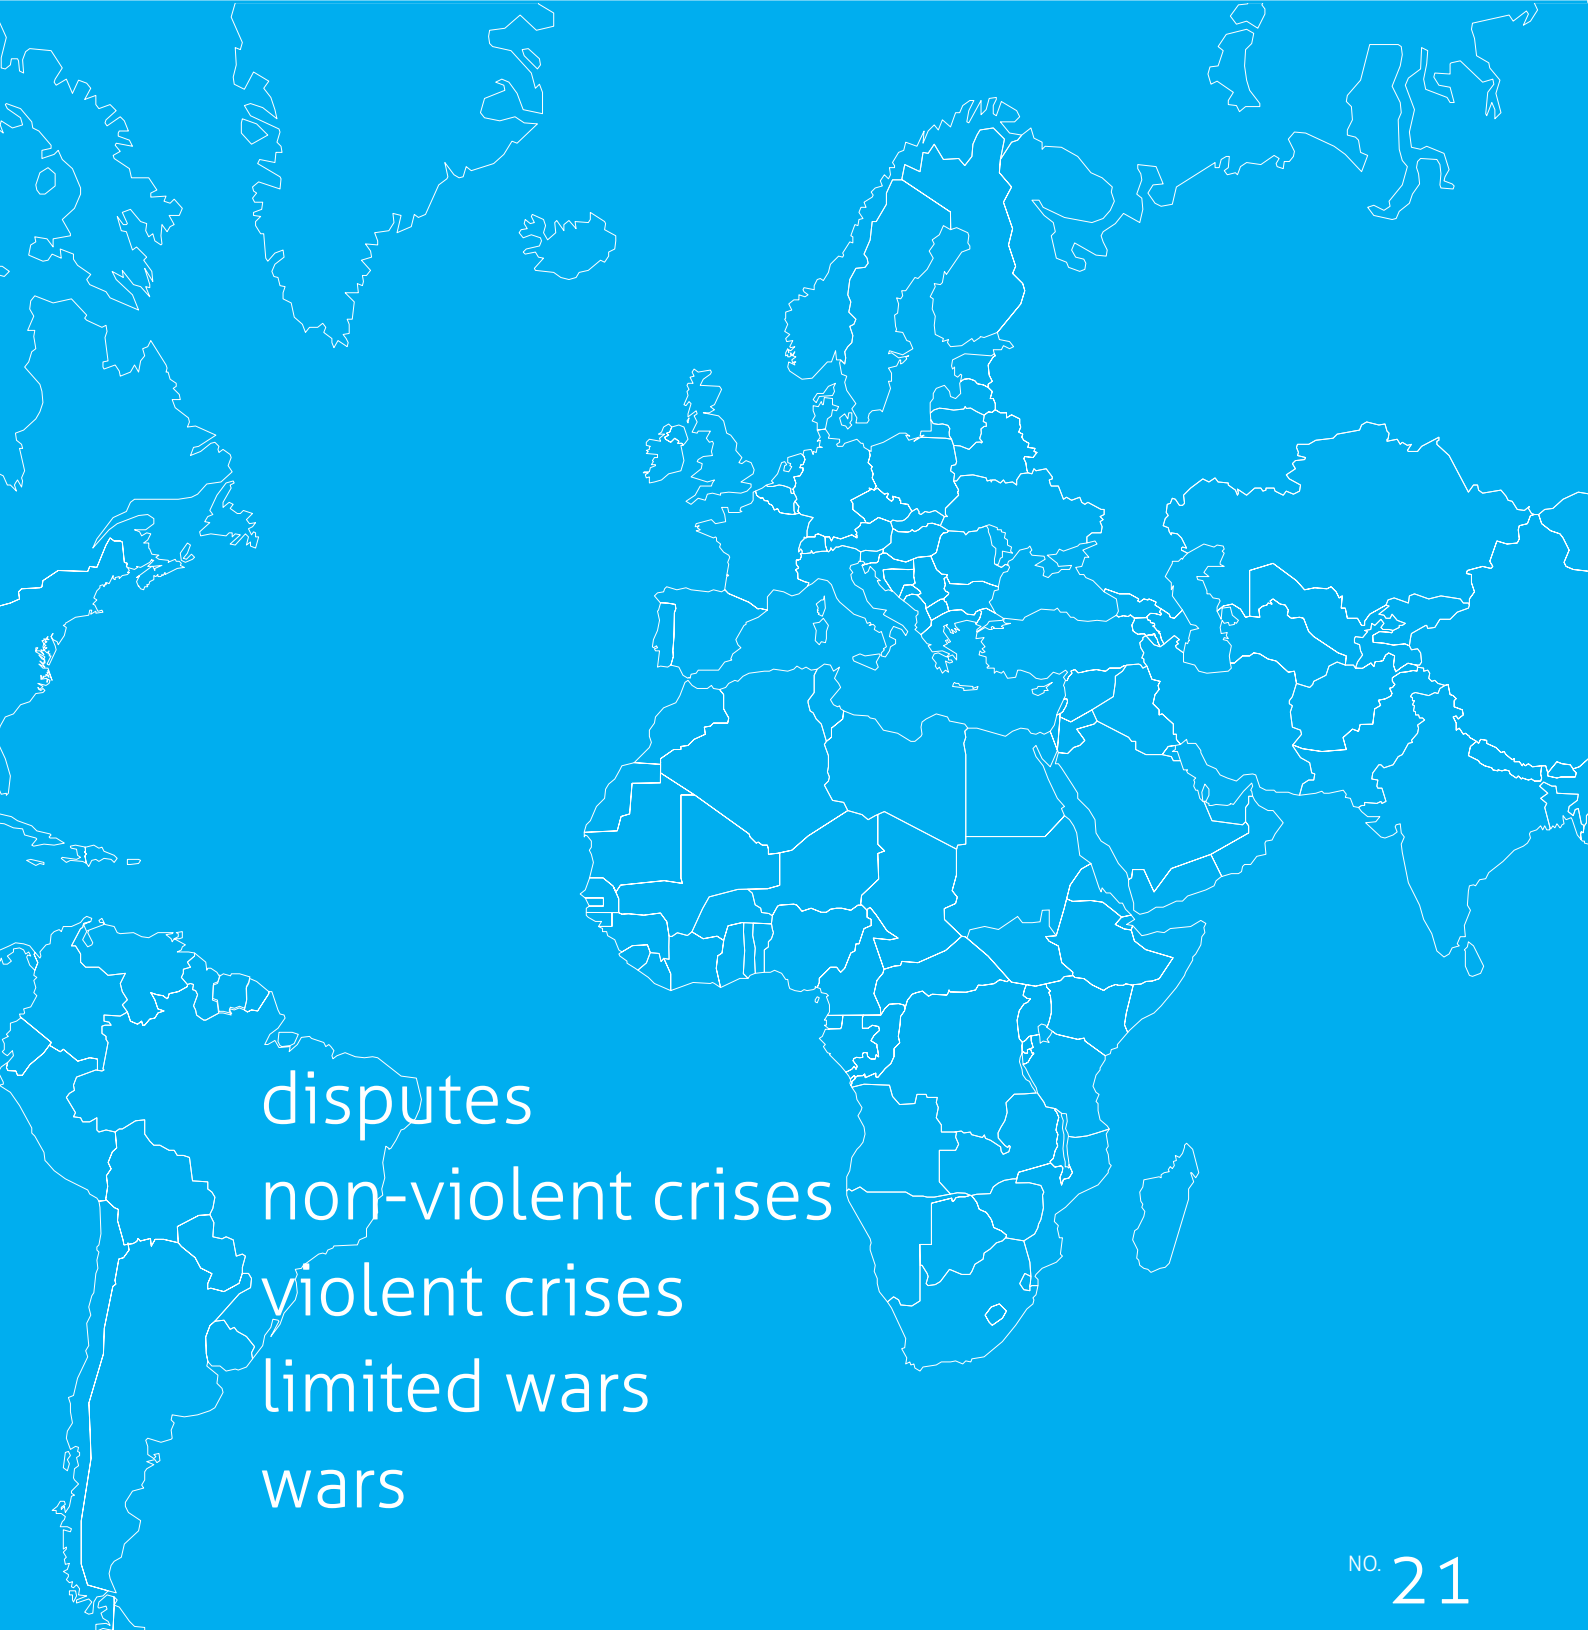 disputes
non-violent crises
violent crises
limited wars
wars
NO. 21